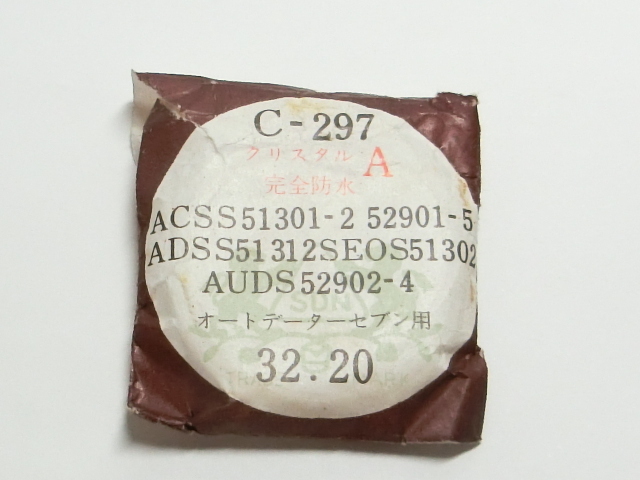 C-297
クリスタル A
完全防水
ACSS51301-2 52901-5
ADSS51312SEOS51302
AUDS52902-4
SDN
オートデーターセブン用
32.20